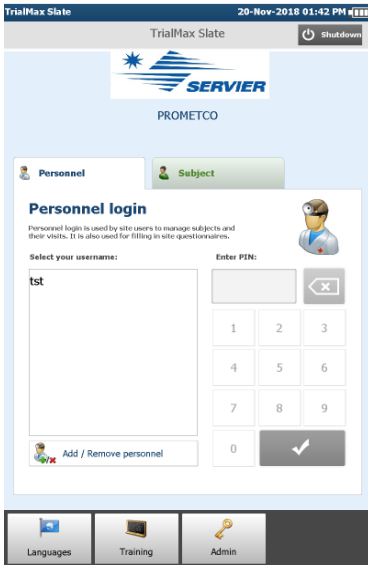 TrialMax Slate 20-Nov-2018 01:42 PM
TrialMax Slate Shutdown
SERVIER
PROMETCO
Personnel Subject
Personnel login
Personnel login is used by site users to manage subjects and
their visits. It is also used for filling in site questionnaires.
Select your username: Enter PIN:
tst
1 2 3
4 5 6
7 8 9
Add / Remove personnel 0
Languages Training Admin